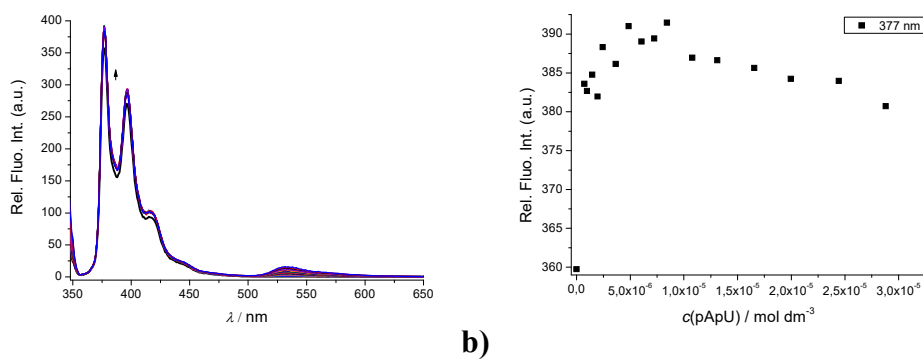 Rel. Fluo. Int. (a.u.)
400
350
300
250
200
150
100
50
0
350
400
450
500
550
600
650
λ / nm
Rel. Fluo. Int. (a.u.)
390
385
380
375
370
365
360
377 nm
0,0
5,0x10⁻⁶
1,0x10⁻⁵
1,5x10⁻⁵
2,0x10⁻⁵
2,5x10⁻⁵
3,0x10⁻⁵
c(pApU) / mol dm⁻³
b)